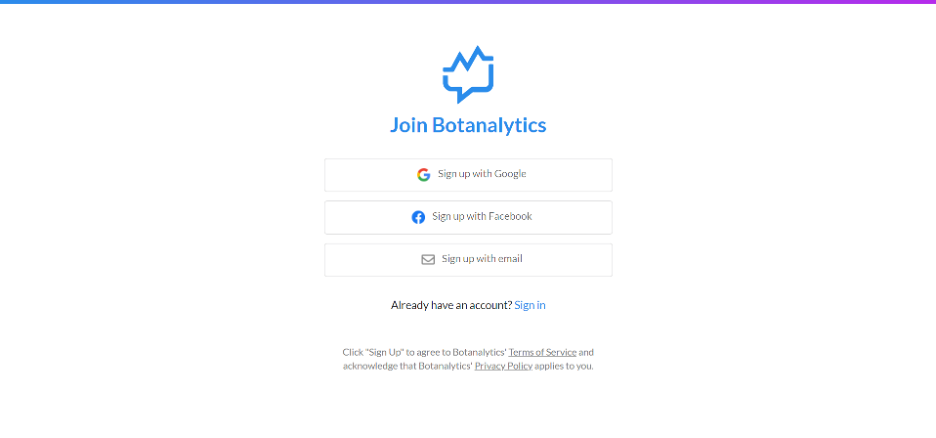 Join Botanalytics
Sign up with Google
Sign up with Facebook
Sign up with email
Already have an account? Sign in
Click "Sign Up" to agree to Botanalytics' Terms of Service and
acknowledge that Botanalytics' Privacy Policy applies to you.